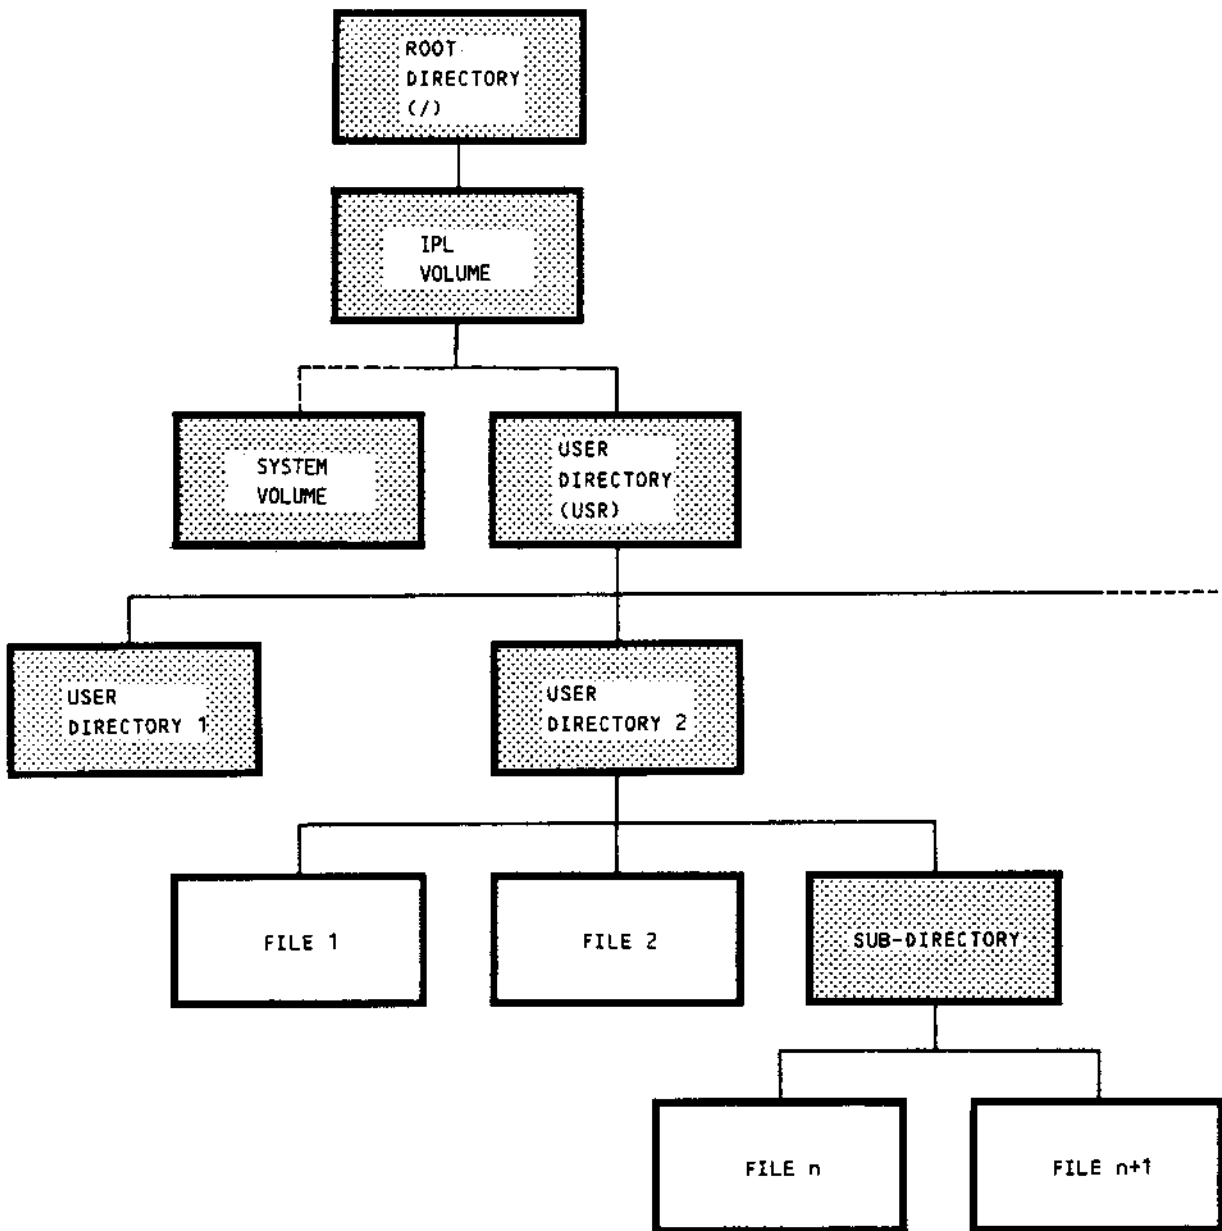 ROOT
DIRECTORY
(/)
IPL
VOLUME
SYSTEM
VOLUME
USER
DIRECTORY
(USR)
USER
DIRECTORY 1
USER
DIRECTORY 2
FILE 1
FILE 2
SUB-DIRECTORY
FILE n
FILE n+1